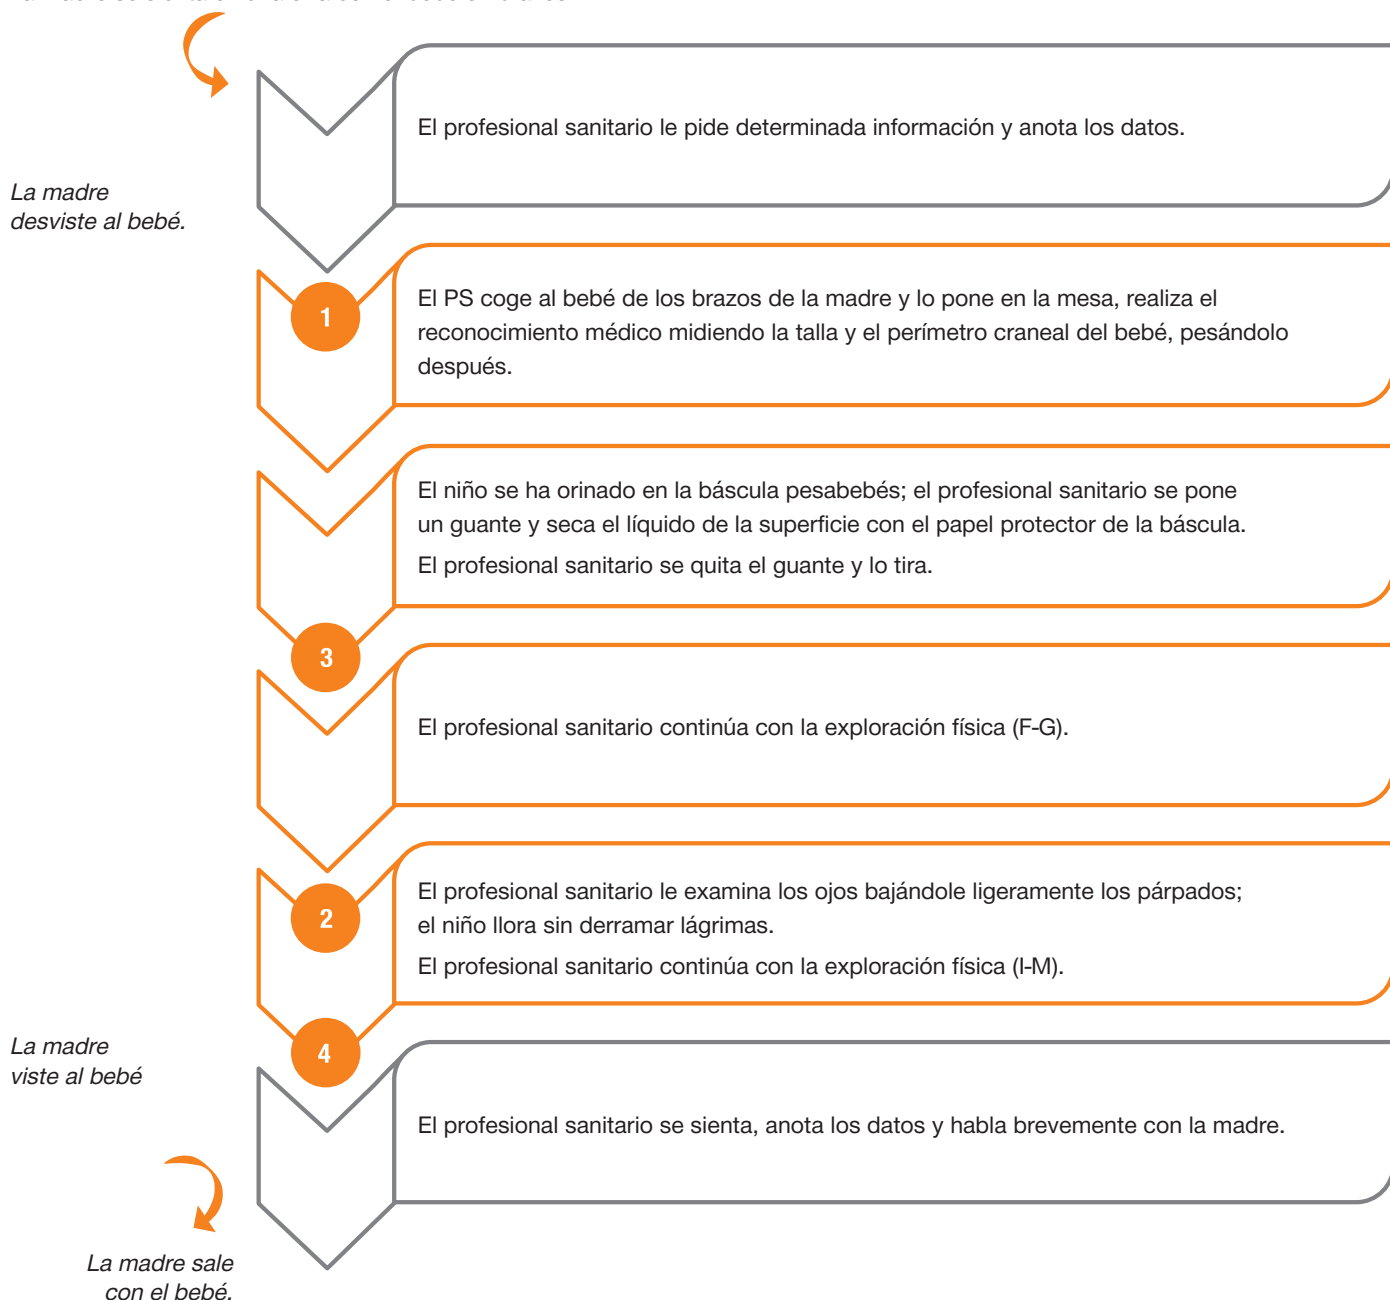 El profesional sanitario le pide determinada información y anota los datos.
La madre
desviste al bebé.
1
El PS coge al bebé de los brazos de la madre y lo pone en la mesa, realiza el
reconocimiento médico midiendo la talla y el perímetro craneal del bebé, pesándolo
después.
El niño se ha orinado en la báscula pesabebés; el profesional sanitario se pone
un guante y seca el líquido de la superficie con el papel protector de la báscula.
El profesional sanitario se quita el guante y lo tira.
3
El profesional sanitario continúa con la exploración física (F-G).
2
El profesional sanitario le examina los ojos bajándole ligeramente los párpados;
el niño llora sin derramar lágrimas.
El profesional sanitario continúa con la exploración física (I-M).
4
La madre
viste al bebé
El profesional sanitario se sienta, anota los datos y habla brevemente con la madre.
La madre sale
con el bebé.